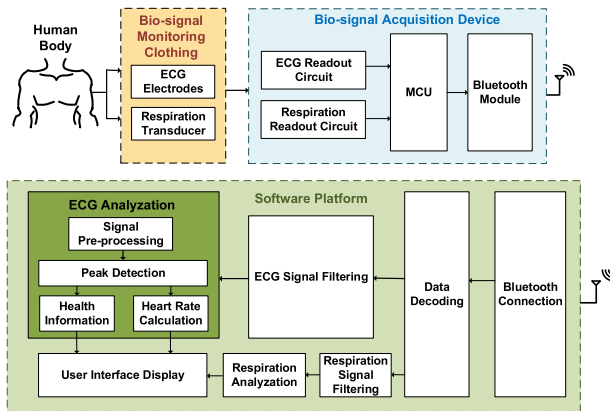 Human
Body
Bio-signal
Monitoring
Clothing
ECG
Electrodes
Respiration
Transducer
Bio-signal Acquisition Device
ECG Readout
Circuit
Respiration
Readout Circuit
MCU
Bluetooth
Module
Software Platform
ECG Analyzation
Signal
Pre-processing
Peak Detection
Health
Information
Heart Rate
Calculation
ECG Signal Filtering
Data
Decoding
Bluetooth
Connection
User Interface Display
Respiration
Analyzation
Respiration
Signal
Filtering